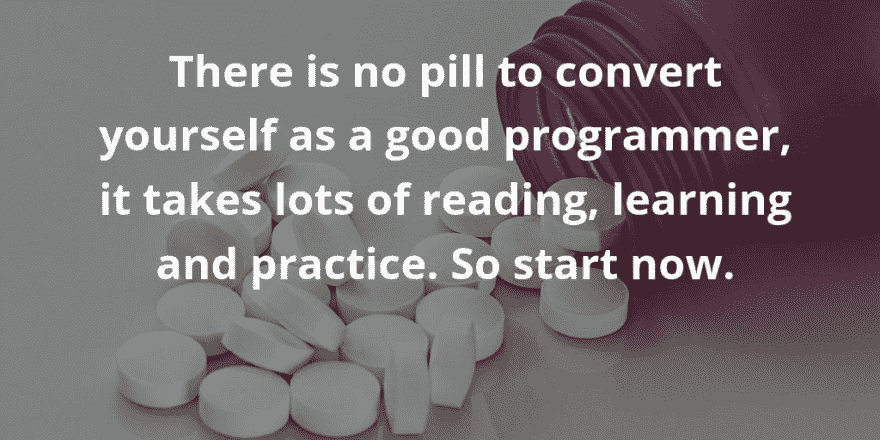 There is no pill to convert
yourself as a good programmer,
it takes lots of reading, learning
and practice. So start now.